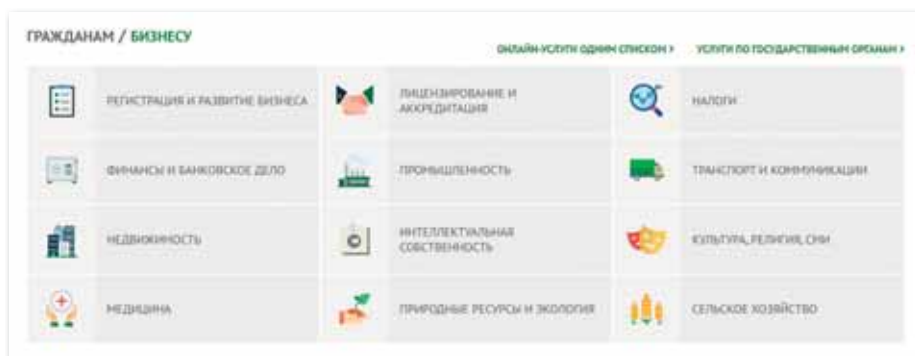 ГРАЖДАНАМ / БИЗНЕСУ
ОНЛАЙН-УСЛУГИ ОДНИМ СПИСКОМ ›
УСЛУГИ ПО ГОСУДАРСТВЕННЫМ ОРГАНАМ ›
РЕГИСТРАЦИЯ И РАЗВИТИЕ БИЗНЕСА
ЛИЦЕНЗИРОВАНИЕ И
АККРЕДИТАЦИЯ
НАЛОГИ
ФИНАНСЫ И БАНКОВСКОЕ ДЕЛО
ПРОМЫШЛЕННОСТЬ
ТРАНСПОРТ И КОММУНИКАЦИИ
НЕДВИЖИМОСТЬ
ИНТЕЛЛЕКТУАЛЬНАЯ
СОБСТВЕННОСТЬ
КУЛЬТУРА, РЕЛИГИЯ, СМИ
МЕДИЦИНА
ПРИРОДНЫЕ РЕСУРСЫ И ЭКОЛОГИЯ
СЕЛЬСКОЕ ХОЗЯЙСТВО